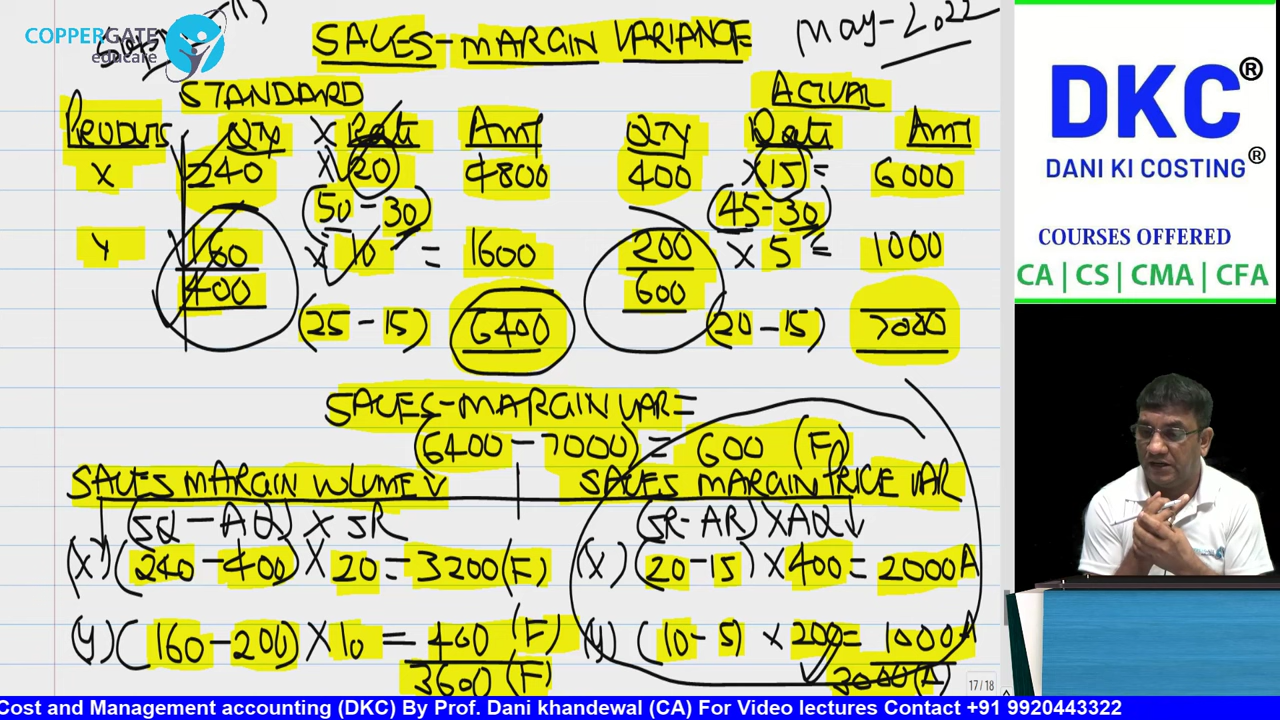 COPPERGATE
educate
SALES-MARGIN VARIANCE
May-2022
STANDARD
ACTUAL
PRODUCTS QTY X Rate AMT QTY Rate AMT
X 240 X 20 4800 400 X 15 = 6000
(50 - 30) (45-30)
Y 160 X 10 = 1600 200 X 5 = 1000
400 600
(25 - 15) 6400 (20 - 15) 7000
SALES-MARGIN VAR =
(6400 - 7000) = 600 (F)
SALES MARGIN VOLUME V SALES MARGIN PRICE VAR
(SQ - AQ) X SR (SR-AR) X AQ
(X) (240 - 400) X 20 = 3200 (F) (X) (20 - 15) X 400 = 2000 A
(Y) (160 - 200) X 10 = 400 (F) (Y) (10 - 5) X 200 = 1000 A
3600 (F) 3000 (A)
17/18
DKC®
DANI KI COSTING®
COURSES OFFERED
CA | CS | CMA | CFA
Cost and Management accounting (DKC) By Prof. Dani khandewal (CA) For Video lectures Contact +91 9920443322